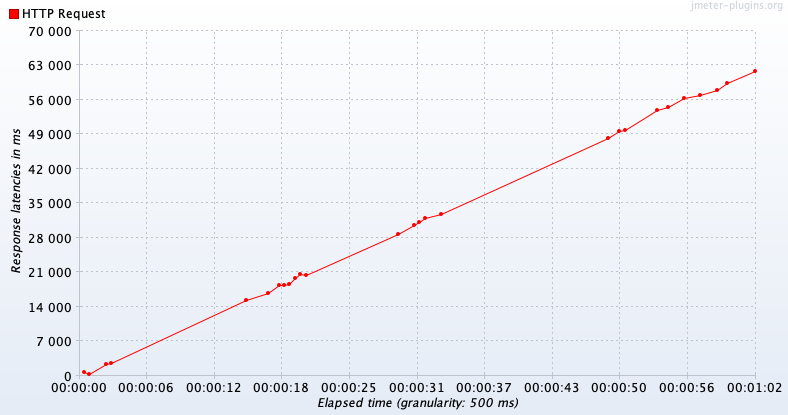 jmeter-plugins.org
HTTP Request
70 000
63 000
56 000
49 000
42 000
35 000
28 000
21 000
14 000
7 000
0
Response latencies in ms
00:00:00 00:00:06 00:00:12 00:00:18 00:00:25 00:00:31 00:00:37 00:00:43 00:00:50 00:00:56 00:01:02
Elapsed time (granularity: 500 ms)